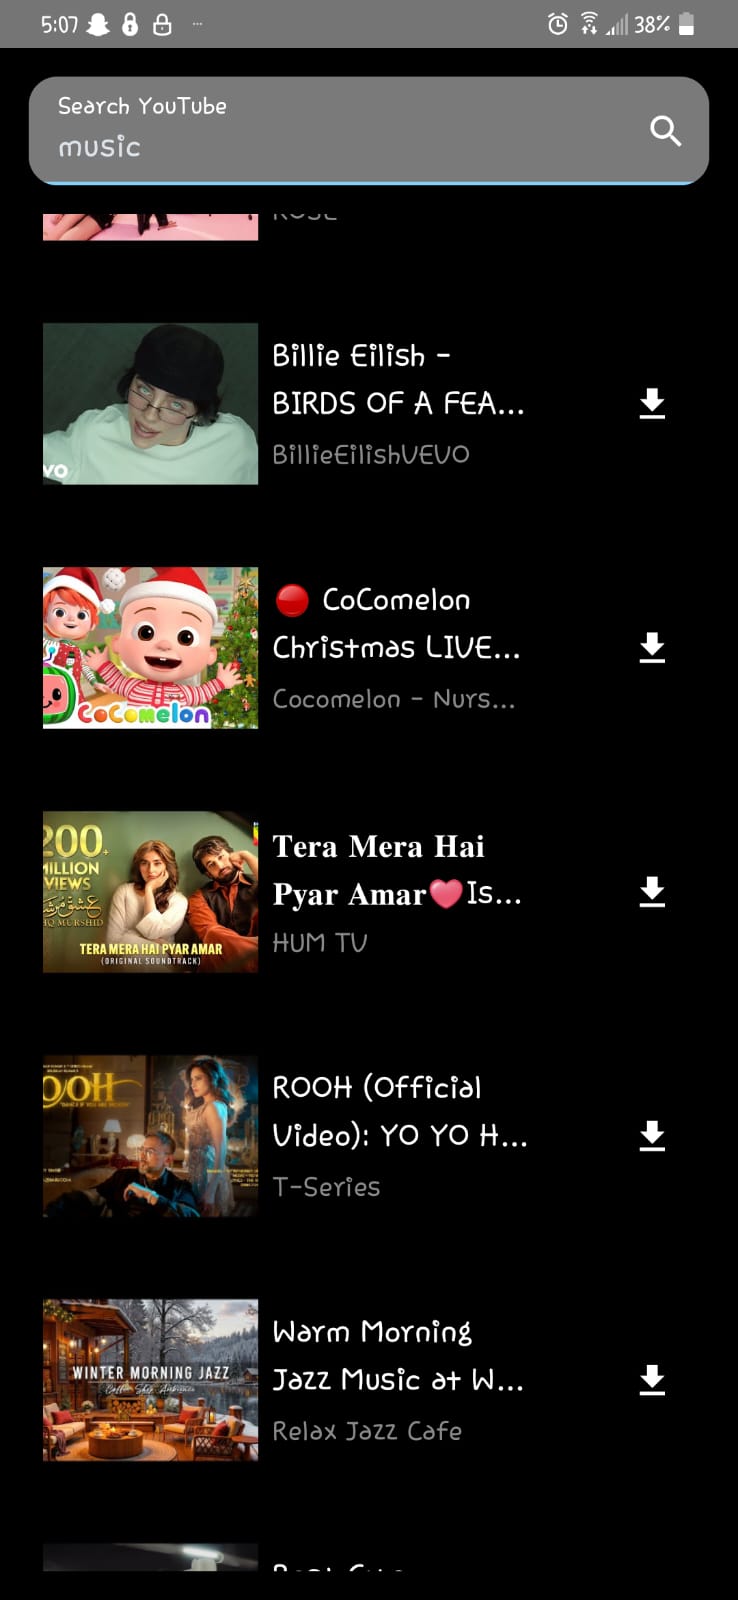 5:07
38%
Search YouTube
music
ROSÉ
Billie Eilish -
BIRDS OF A FEA...
BillieEilishVEVO
vo
🔴 CoComelon
Christmas LIVE...
Cocomelon - Nurs...
CoComelon
Tera Mera Hai
Pyar Amar❤️Is...
HUM TV
200+
MILLION
VIEWS
عشق مرشد
TERA MERA HAI PYAR AMAR
(ORIGINAL SOUNDTRACK)
ROOH (Official
Video): YO YO H...
T-Series
OOH
Warm Morning
Jazz Music at W...
Relax Jazz Cafe
WINTER MORNING JAZZ
Coffee Shop Ambience